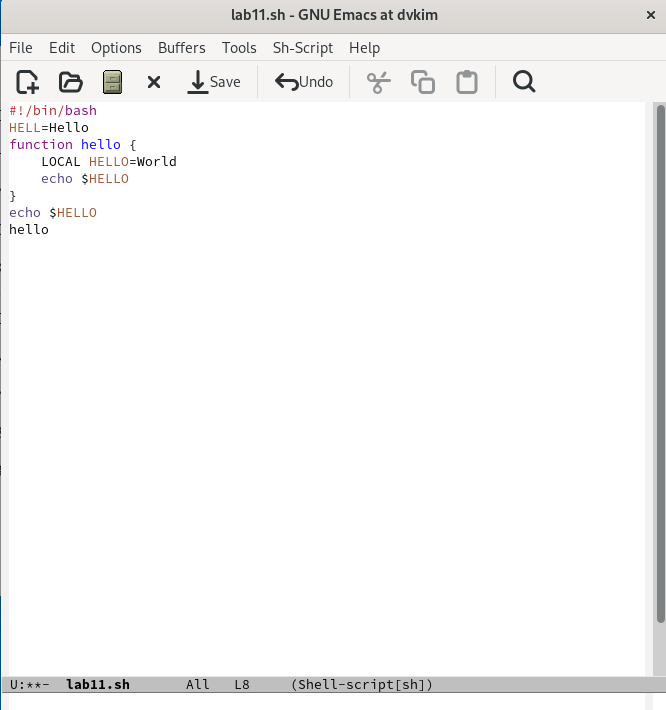 lab11.sh - GNU Emacs at dvkim
File Edit Options Buffers Tools Sh-Script Help
Save Undo
#!/bin/bash
HELL=Hello
function hello {
    LOCAL HELLO=World
    echo $HELLO
}
echo $HELLO
hello
U:**-  lab11.sh       All   L8     (Shell-script[sh])